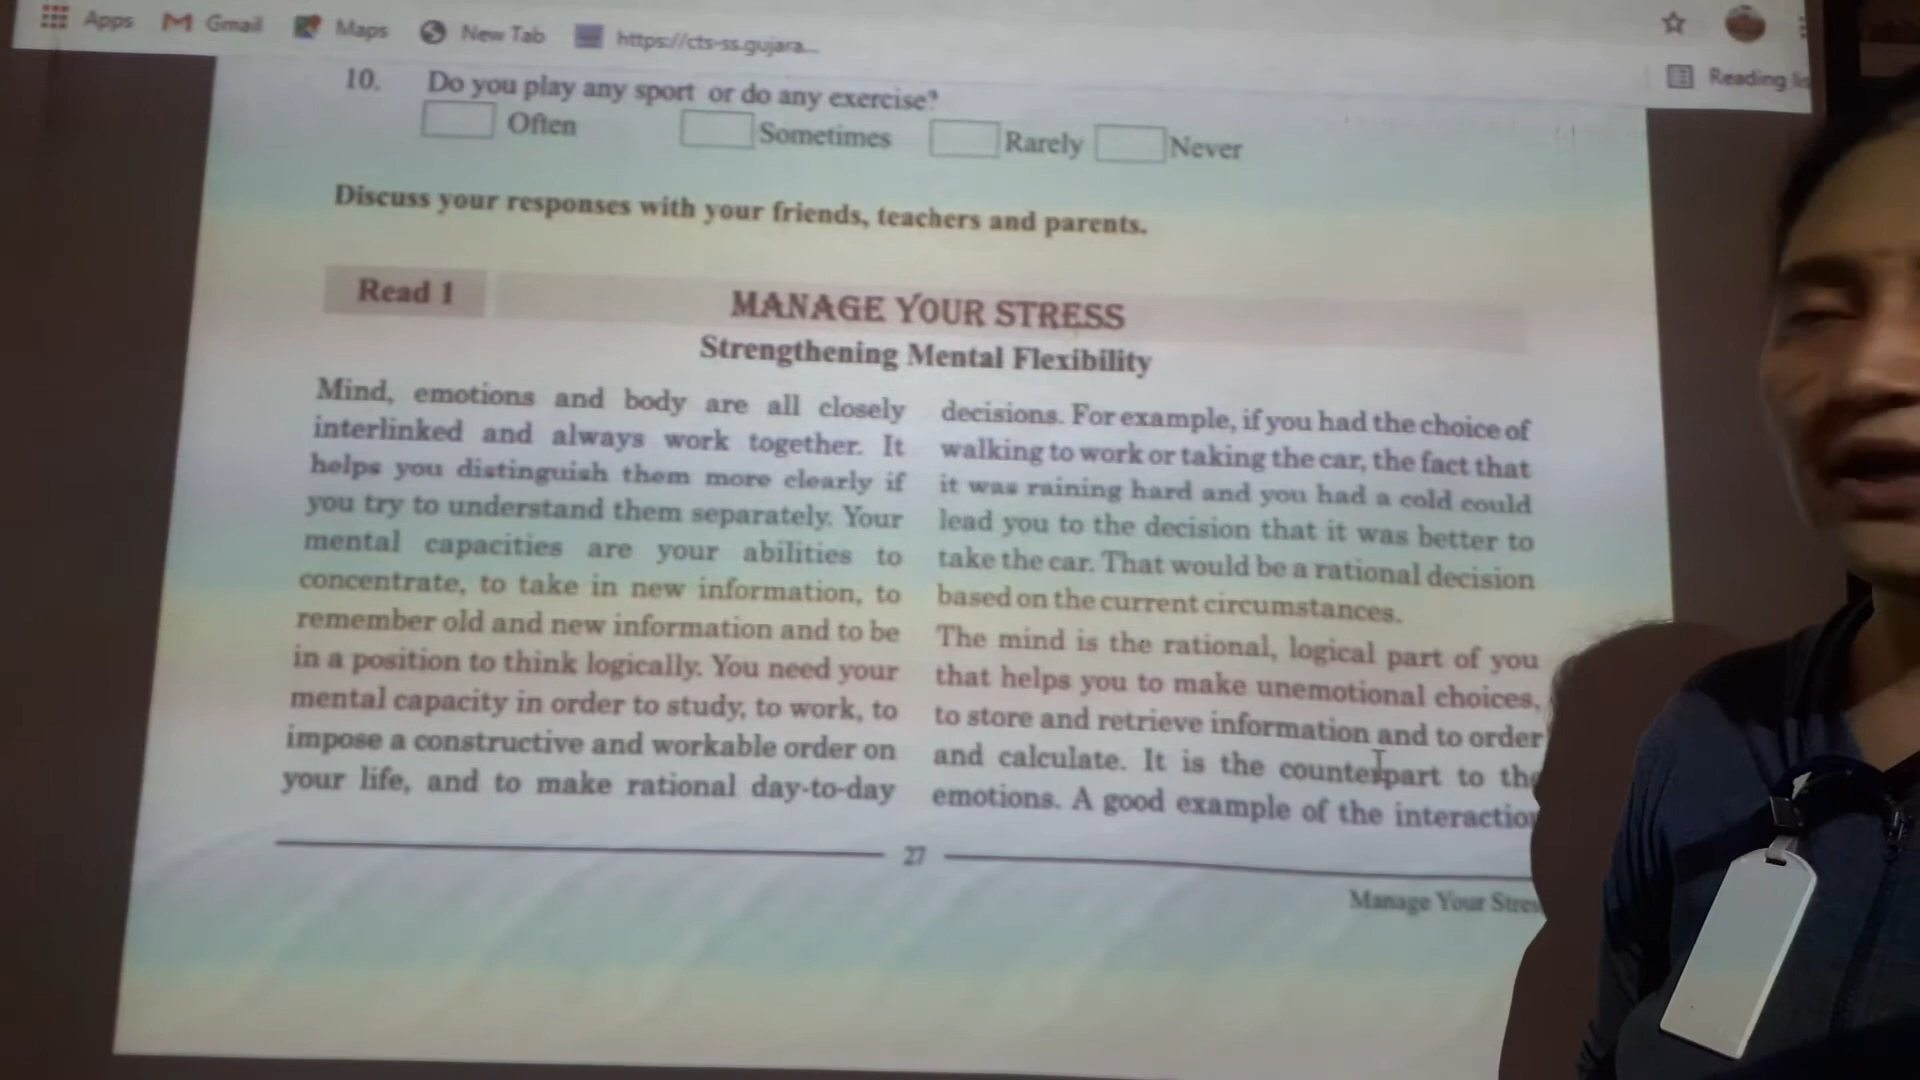 Apps Gmail Maps New Tab https://cts-ss.gujara...
Reading
10. Do you play any sport or do any exercise?
Often Sometimes Rarely Never
Discuss your responses with your friends, teachers and parents.
Read 1
MANAGE YOUR STRESS
Strengthening Mental Flexibility
Mind, emotions and body are all closely
interlinked and always work together. It
helps you distinguish them more clearly if
you try to understand them separately. Your
mental capacities are your abilities to
concentrate, to take in new information, to
remember old and new information and to be
in a position to think logically. You need your
mental capacity in order to study, to work, to
impose a constructive and workable order on
your life, and to make rational day-to-day
decisions. For example, if you had the choice of
walking to work or taking the car, the fact that
it was raining hard and you had a cold could
lead you to the decision that it was better to
take the car. That would be a rational decision
based on the current circumstances.
The mind is the rational, logical part of you
that helps you to make unemotional choices,
to store and retrieve information and to order
and calculate. It is the counterpart to the
emotions. A good example of the interaction
27
Manage Your Stres